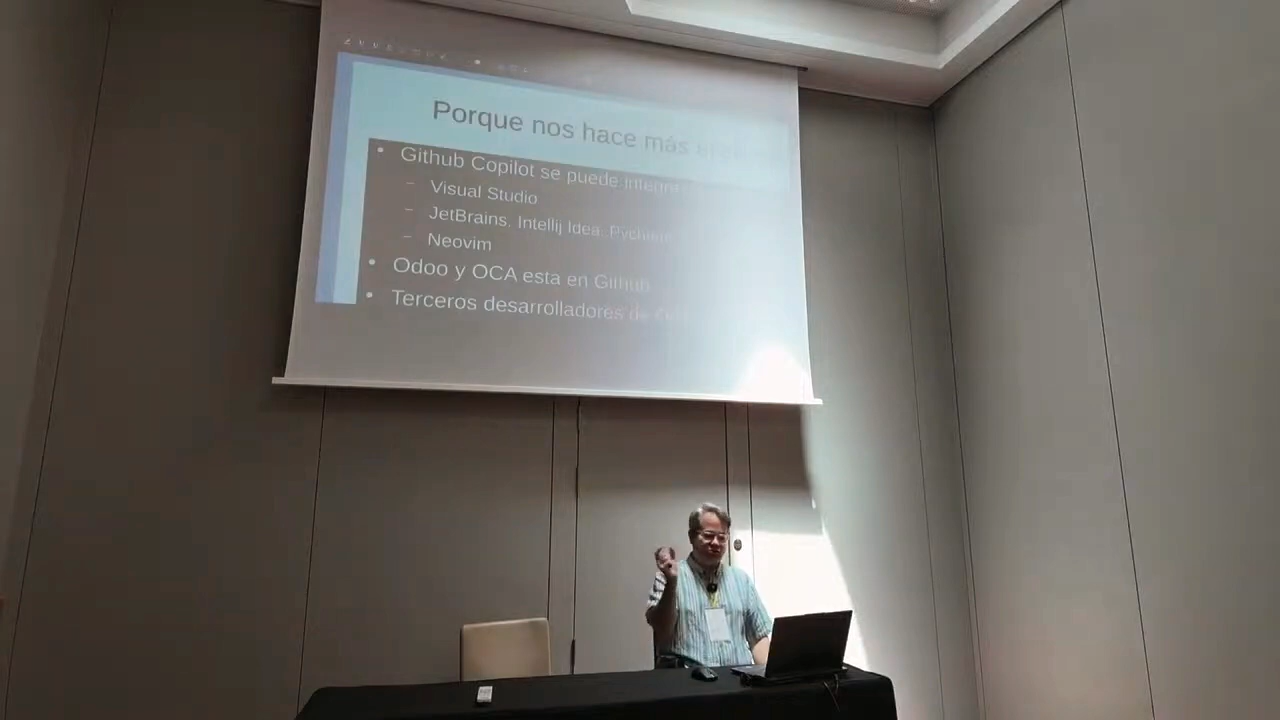 Porque nos hace más
• Github Copilot se puede
– Visual Studio
– JetBrains. Intellij Idea.
– Neovim
• Odoo y OCA esta en Github
• Terceros desarrolladores de